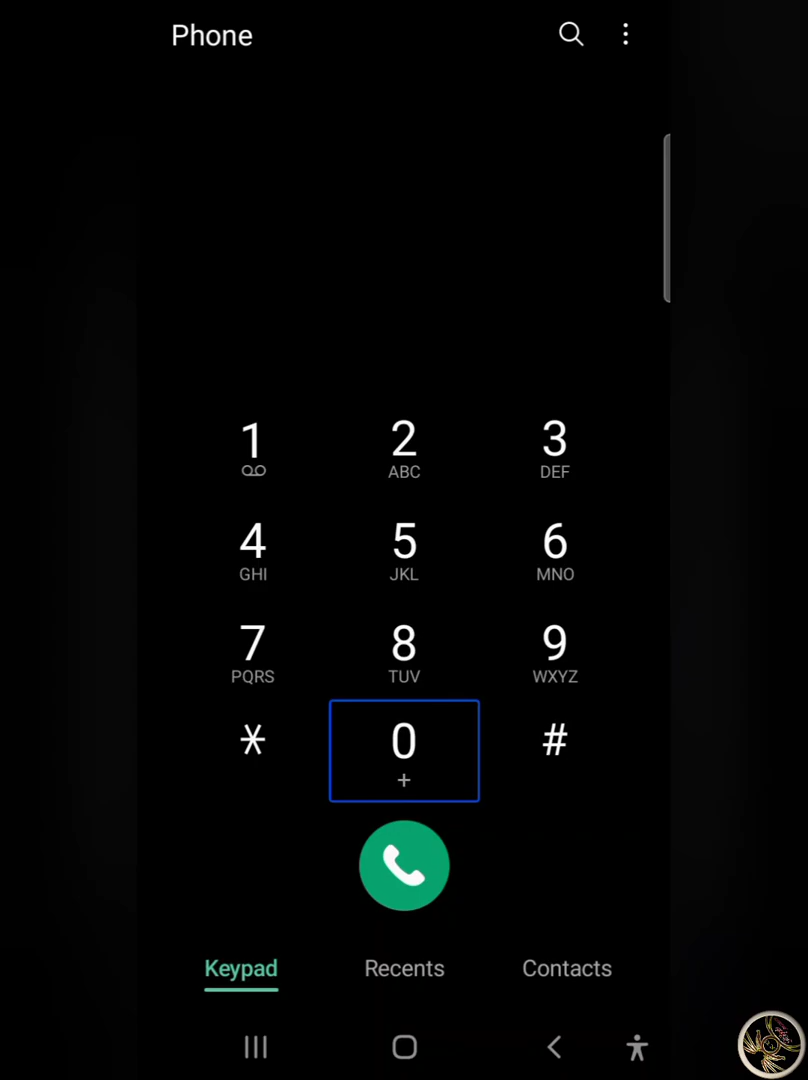 Phone
1 2 3
ABC DEF
4 5 6
GHI JKL MNO
7 8 9
PQRS TUV WXYZ
* 0 #
+
Keypad Recents Contacts